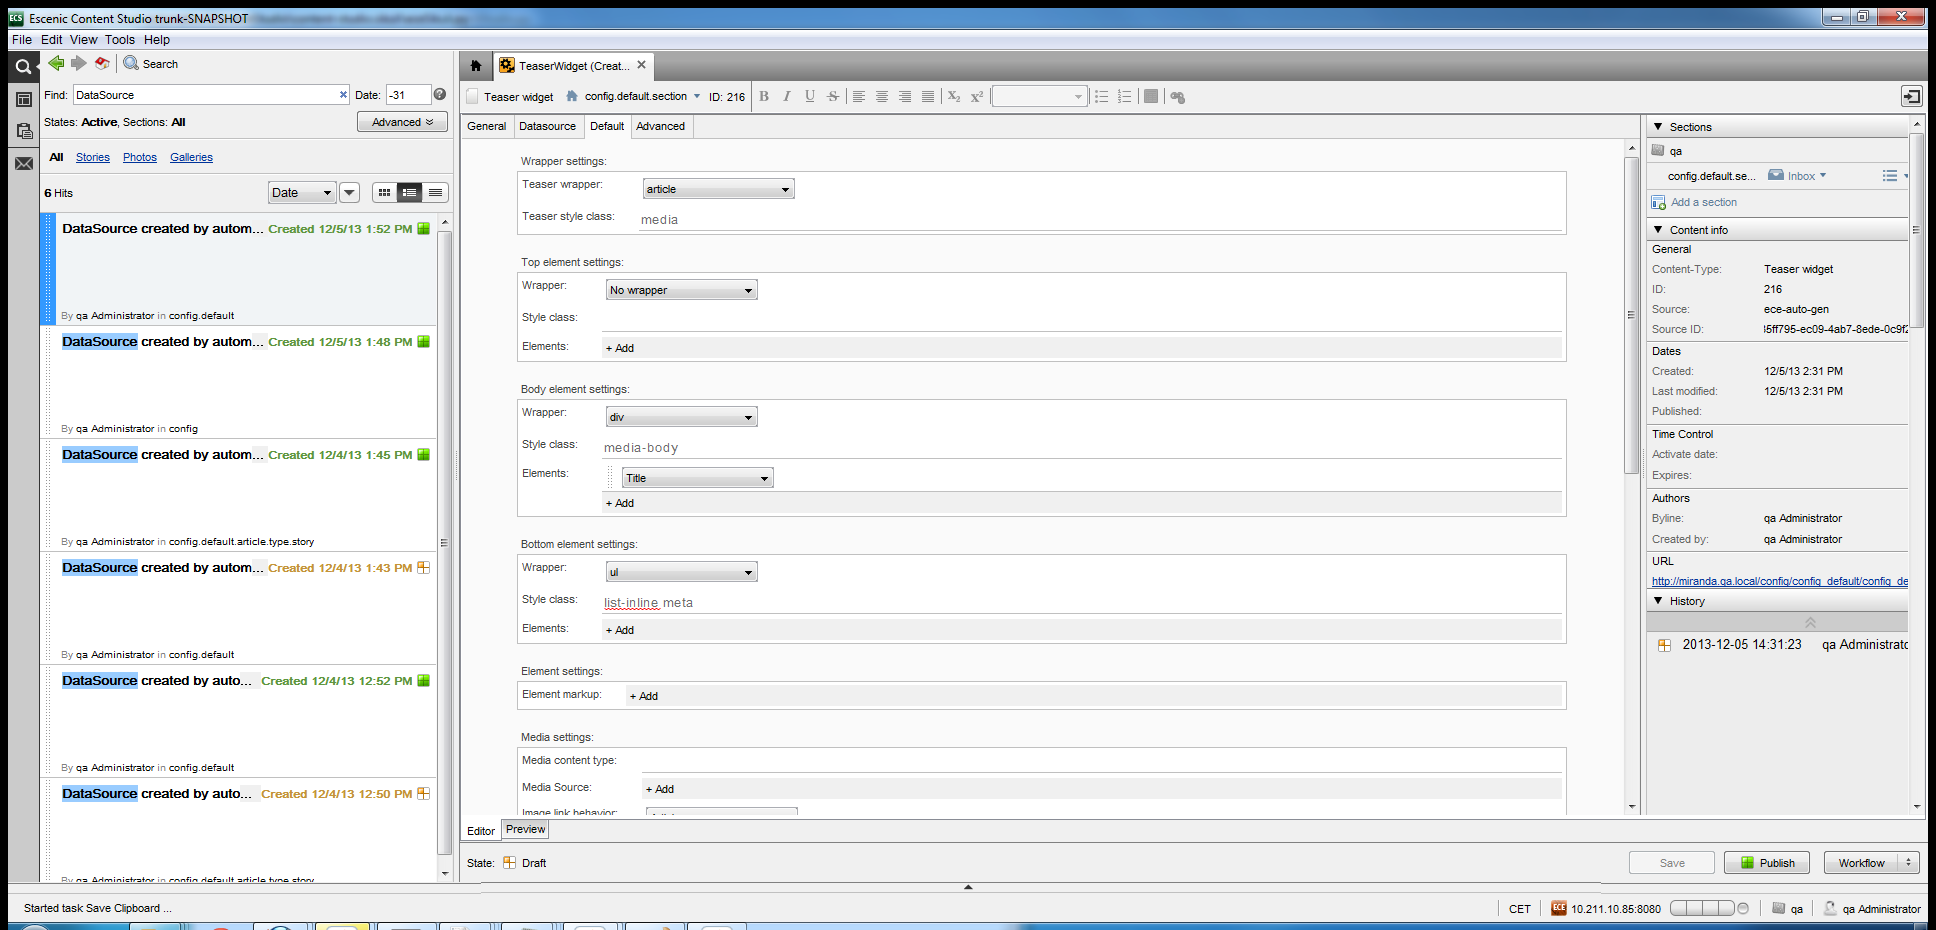 Escenic Content Studio trunk-SNAPSHOT
File Edit View Tools Help
Search
TeaserWidget (Creat...
Find: DataSource Date: -31
Teaser widget config.default.section ID: 216
States: Active, Sections: All Advanced
General Datasource Default Advanced
All Stories Photos Galleries
6 Hits Date
DataSource created by autom... Created 12/5/13 1:52 PM
By qa Administrator in config.default
DataSource created by autom... Created 12/5/13 1:48 PM
By qa Administrator in config
DataSource created by autom... Created 12/4/13 1:45 PM
By qa Administrator in config.default.article.type.story
DataSource created by autom... Created 12/4/13 1:43 PM
By qa Administrator in config.default
DataSource created by auto... Created 12/4/13 12:52 PM
By qa Administrator in config.default
DataSource created by auto... Created 12/4/13 12:50 PM
By qa Administrator in config.default.article.type.story
Wrapper settings:
Teaser wrapper: article
Teaser style class: media
Top element settings:
Wrapper: No wrapper
Style class:
Elements: + Add
Body element settings:
Wrapper: div
Style class: media-body
Elements: Title
+ Add
Bottom element settings:
Wrapper: ul
Style class: list-inline meta
Elements: + Add
Element settings:
Element markup: + Add
Media settings:
Media content type:
Media Source: + Add
Image link behavior:
Editor Preview
State: Draft
Save Publish Workflow
Sections
qa
config.default.se... Inbox
Add a section
Content info
General
Content-Type: Teaser widget
ID: 216
Source: ece-auto-gen
Source ID: 35ff795-ec09-4ab7-8ede-0c9f2
Dates
Created: 12/5/13 2:31 PM
Last modified: 12/5/13 2:31 PM
Published:
Time Control
Activate date:
Expires:
Authors
Byline: qa Administrator
Created by: qa Administrator
URL
http://miranda.qa.local/config/config_default/config_de
History
2013-12-05 14:31:23 qa Administrato
Started task Save Clipboard ...
CET ECE 10.211.10.85:8080 qa qa Administrator